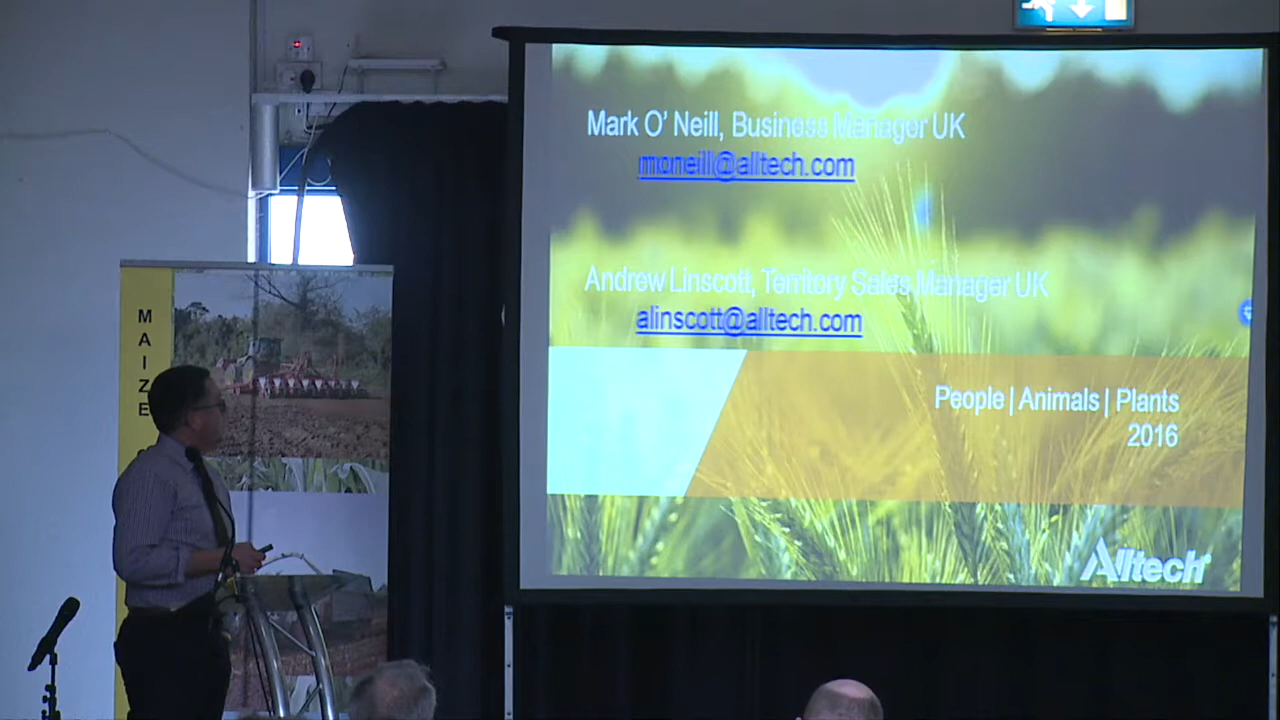 Mark O' Neill, Business Manager UK
moneill@alltech.com
Andrew Linscott, Territory Sales Manager UK
alinscott@alltech.com
People | Animals | Plants
2016
Alltech
MAIZE